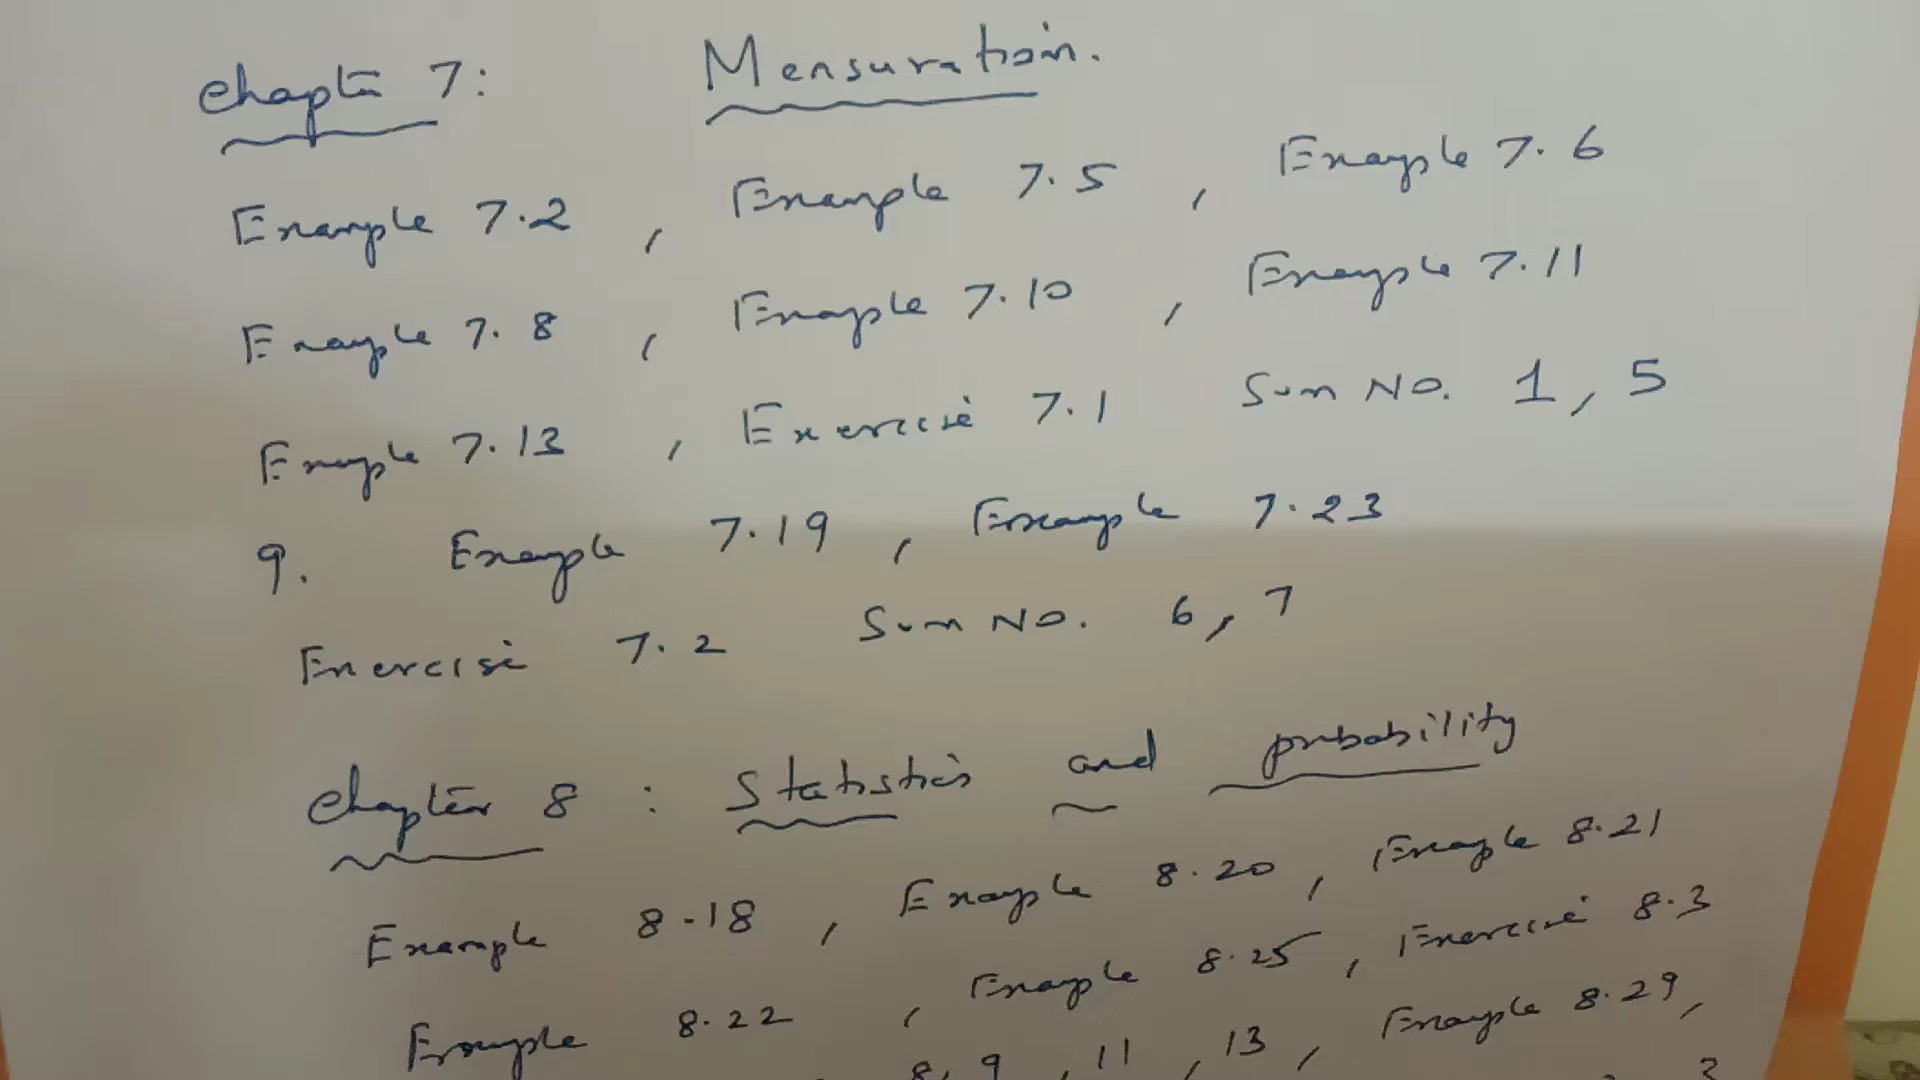 Chapter 7: Mensuration.
Example 7.2 , Example 7.5 , Example 7.6
Example 7.8 , Example 7.10 , Example 7.11
Example 7.13 , Exercise 7.1 Sum NO. 1, 5
9. Example 7.19 , Example 7.23
Exercise 7.2 Sum NO. 6, 7
Chapter 8 : Statistics and probability
Example 8.18 , Example 8.20 , Example 8.21
Example 8.22 , Example 8.25 , Exercise 8.3
8, 9 , 11 , 13 , Example 8.29 ,